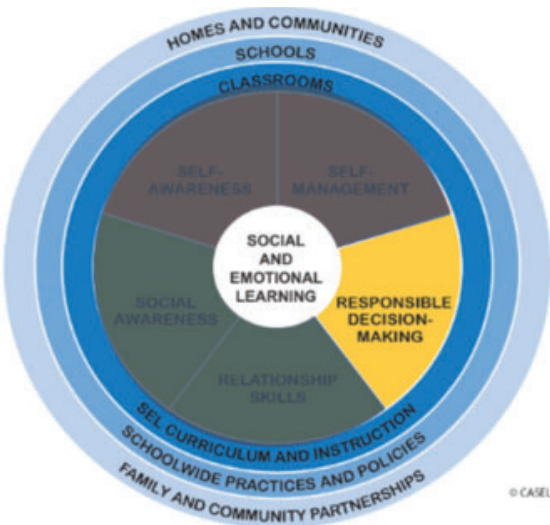 HOMES AND COMMUNITIES
SCHOOLS
CLASSROOMS
SELF-
AWARENESS
SELF-
MANAGEMENT
SOCIAL
AND
EMOTIONAL
LEARNING
SOCIAL
AWARENESS
RESPONSIBLE
DECISION-
MAKING
RELATIONSHIP
SKILLS
SEL CURRICULUM AND INSTRUCTION
SCHOOLWIDE PRACTICES AND POLICIES
FAMILY AND COMMUNITY PARTNERSHIPS
© CASEL